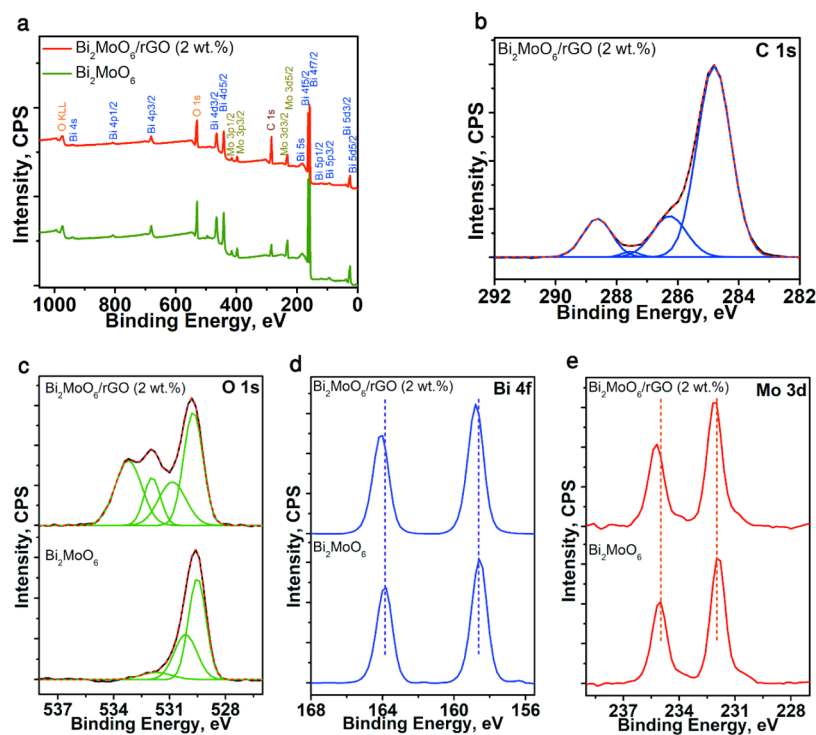 a
Bi2MoO6/rGO (2 wt.%)
Bi2MoO6
O KLL
Bi 4s
Bi 4p1/2
Bi 4p3/2
O 1s
Bi 4d3/2
Bi 4d5/2
Mo 3p1/2
Mo 3p3/2
C 1s
Mo 3d3/2
Mo 3d5/2
Bi 5s
Bi 4f5/2
Bi 4f7/2
Bi 5p1/2
Bi 5p3/2
Bi 5d3/2
Bi 5d5/2
Intensity, CPS
1000 800 600 400 200 0
Binding Energy, eV
b
Bi2MoO6/rGO (2 wt.%)
C 1s
Intensity, CPS
292 290 288 286 284 282
Binding Energy, eV
c
O 1s
Bi2MoO6/rGO (2 wt.%)
Bi2MoO6
Intensity, CPS
537 534 531 528
Binding Energy, eV
d
Bi2MoO6/rGO (2 wt.%)
Bi 4f
Bi2MoO6
Intensity, CPS
168 164 160 156
Binding Energy, eV
e
Bi2MoO6/rGO (2 wt.%)
Mo 3d
Bi2MoO6
Intensity, CPS
237 234 231 228
Binding Energy, eV